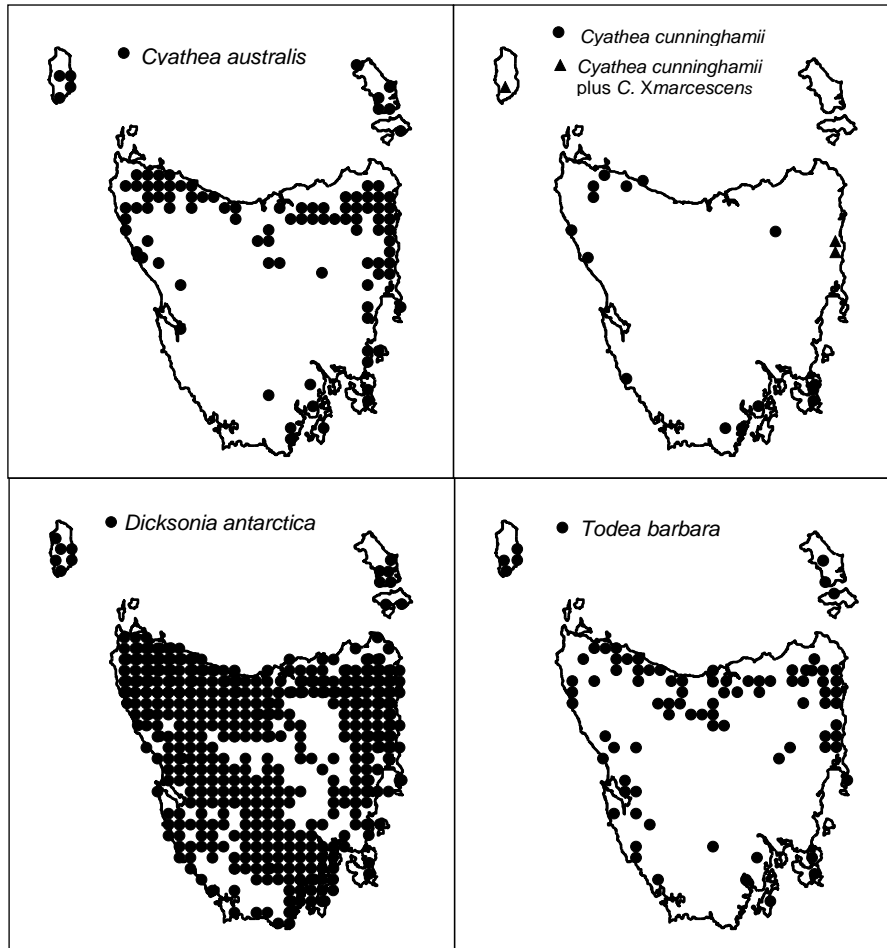 Cyathea australis
Cyathea cunninghamii
Cyathea cunninghamii
plus C. Xmarcescens
Dicksonia antarctica
Todea barbara